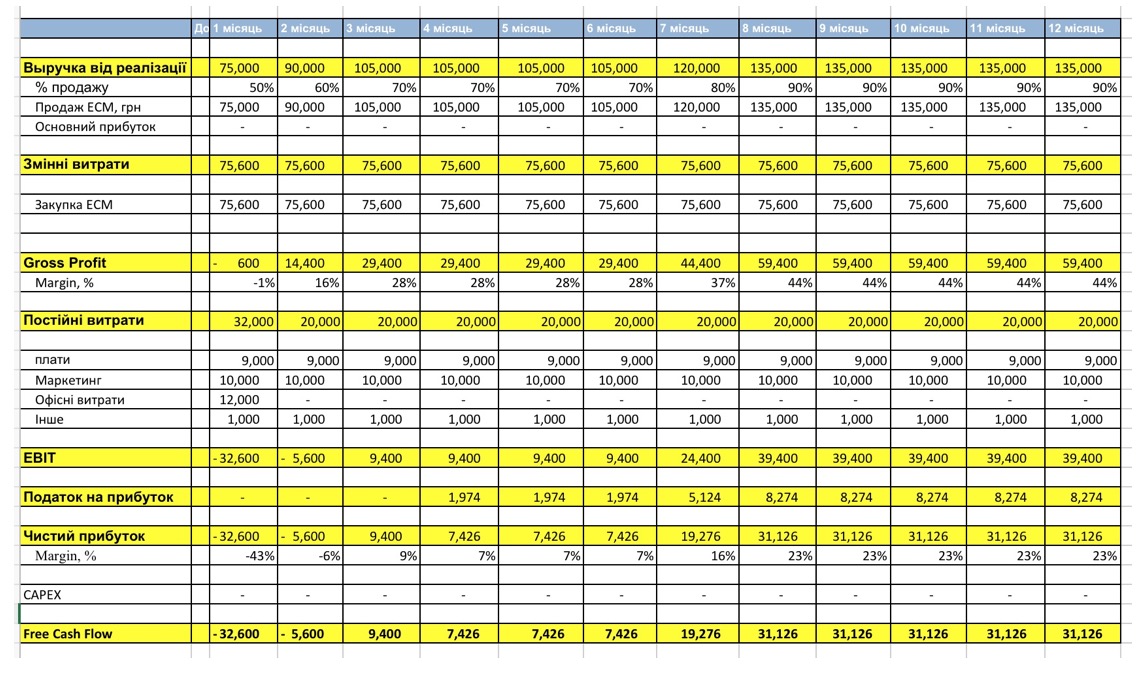 До 1 місяць 2 місяць 3 місяць 4 місяць 5 місяць 6 місяць 7 місяць 8 місяць 9 місяць 10 місяць 11 місяць 12 місяць
Выручка від реалізації 75,000 90,000 105,000 105,000 105,000 105,000 120,000 135,000 135,000 135,000 135,000 135,000
% продажу 50% 60% 70% 70% 70% 70% 80% 90% 90% 90% 90% 90%
Продаж ЕСМ, грн 75,000 90,000 105,000 105,000 105,000 105,000 120,000 135,000 135,000 135,000 135,000 135,000
Основний прибуток - - - - - - - - - - - -
Змінні витрати 75,600 75,600 75,600 75,600 75,600 75,600 75,600 75,600 75,600 75,600 75,600 75,600
Закупка ЕСМ 75,600 75,600 75,600 75,600 75,600 75,600 75,600 75,600 75,600 75,600 75,600 75,600
Gross Profit - 600 14,400 29,400 29,400 29,400 29,400 44,400 59,400 59,400 59,400 59,400 59,400
Margin, % -1% 16% 28% 28% 28% 28% 37% 44% 44% 44% 44% 44%
Постійні витрати 32,000 20,000 20,000 20,000 20,000 20,000 20,000 20,000 20,000 20,000 20,000 20,000
плати 9,000 9,000 9,000 9,000 9,000 9,000 9,000 9,000 9,000 9,000 9,000 9,000
Маркетинг 10,000 10,000 10,000 10,000 10,000 10,000 10,000 10,000 10,000 10,000 10,000 10,000
Офісні витрати 12,000 - - - - - - - - - - -
Інше 1,000 1,000 1,000 1,000 1,000 1,000 1,000 1,000 1,000 1,000 1,000 1,000
EBIT - 32,600 - 5,600 9,400 9,400 9,400 9,400 24,400 39,400 39,400 39,400 39,400 39,400
Податок на прибуток - - - 1,974 1,974 1,974 5,124 8,274 8,274 8,274 8,274 8,274
Чистий прибуток - 32,600 - 5,600 9,400 7,426 7,426 7,426 19,276 31,126 31,126 31,126 31,126 31,126
Margin, % -43% -6% 9% 7% 7% 7% 16% 23% 23% 23% 23% 23%
CAPEX - - - - - - - - - - - -
Free Cash Flow - 32,600 - 5,600 9,400 7,426 7,426 7,426 19,276 31,126 31,126 31,126 31,126 31,126